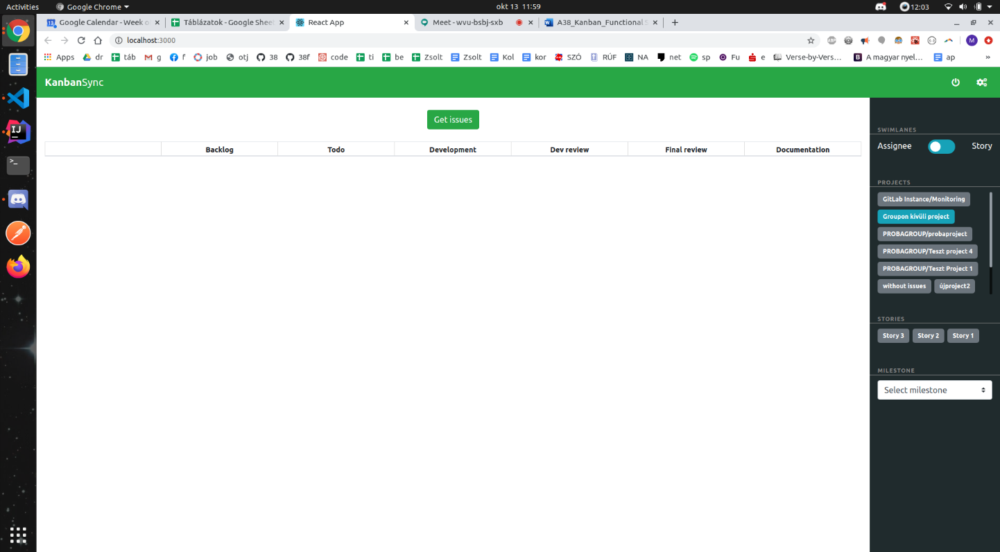 Activities Google Chrome okt 13 11:59 12:03
Google Calendar - Week o Táblázatok - Google Shee React App Meet - wvu-bsbj-sxb A38_Kanban_Functional S
localhost:3000
Apps dr táb g f job otj 38 38f code ti be Zsolt Zsolt Kol kor SZÓ RÚF NA net sp Fu e Verse-by-Vers... A magyar nyel... ap »
KanbanSync
Get issues
Backlog Todo Development Dev review Final review Documentation
SWIMLANES
Assignee Story
PROJECTS
GitLab Instance/Monitoring
Groupon kívüli project
PROBAGROUP/probaproject
PROBAGROUP/Teszt project 4
PROBAGROUP/Teszt Project 1
without issues újproject2
STORIES
Story 3 Story 2 Story 1
MILESTONE
Select milestone